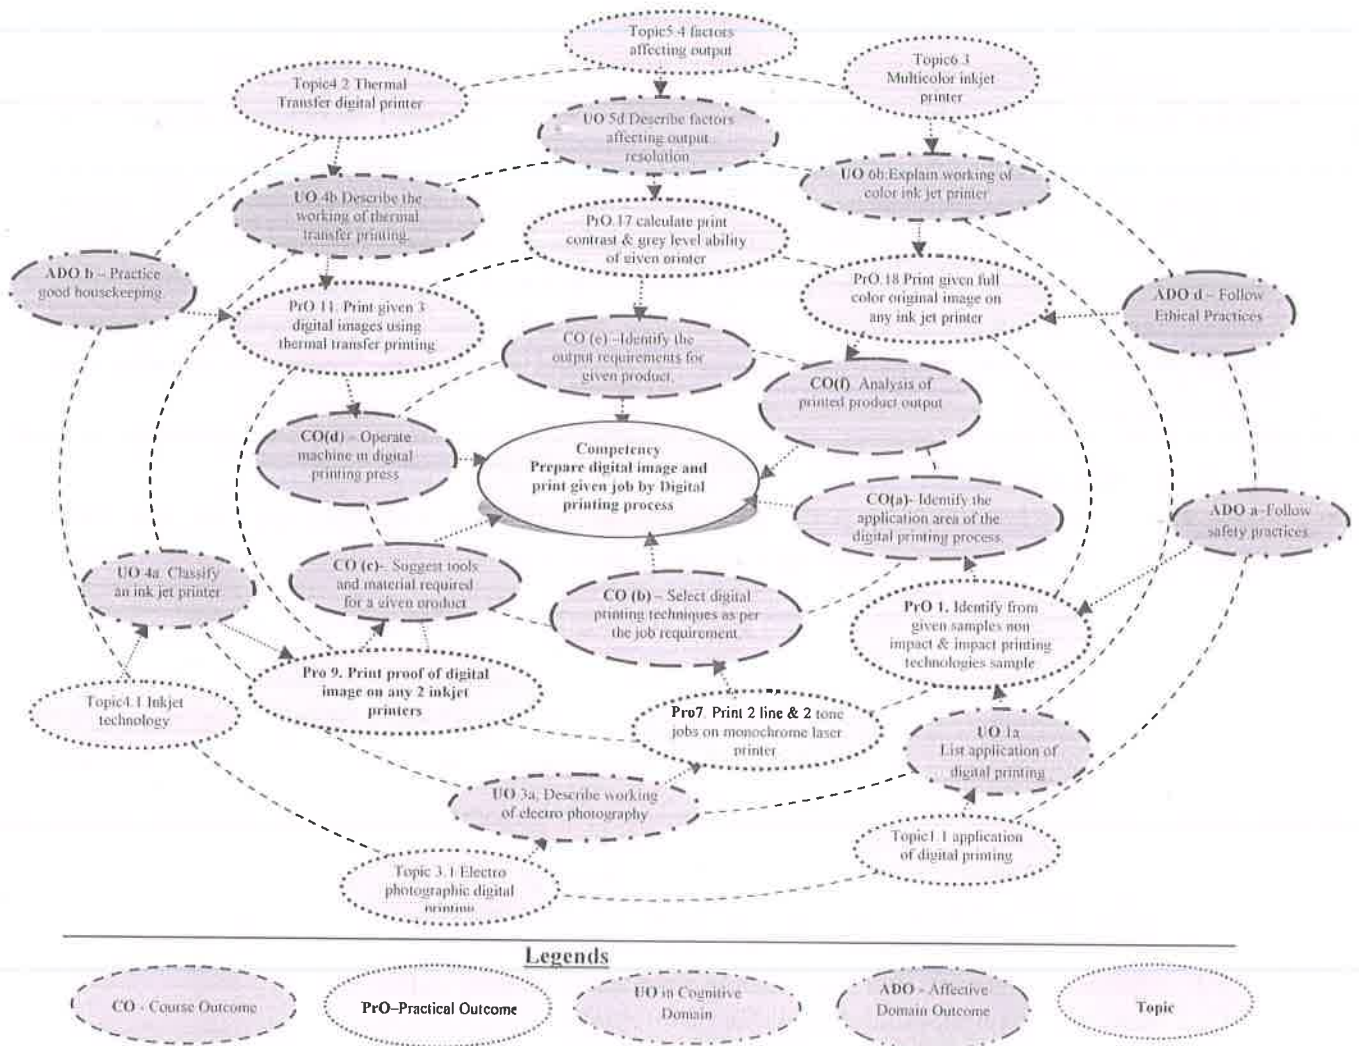 Topic5 4 factors
affecting output
Topic6 3
Multicolor inkjet
printer
Topic4 2 Thermal
Transfer digital printer
UO 5d Describe factors
affecting output
resolution
UO 6b:Explain working of
color ink jet printer
UO 4b Describe the
working of thermal
transfer printing.
PrO.17 calculate print
contrast & grey level ability
of given printer
ADO b – Practice
good housekeeping
PrO 11. Print given 3
digital images using
thermal transfer printing
PrO.18 Print given full
color original image on
any ink jet printer
ADO d – Follow
Ethical Practices
CO (e) –Identify the
output requirements for
given product.
CO(f) Analysis of
printed product output
CO(d) – Operate
machine in digital
printing press
Competency
Prepare digital image and
print given job by Digital
printing process
CO(a)- Identify the
application area of the
digital printing process
ADO a–Follow
safety practices
UO 4a Classify
an ink jet printer
CO (c)– Suggest tools
and material required
for a given product
CO (b) – Select digital
printing techniques as per
the job requirement
PrO 1. Identify from
given samples non
impact & impact printing
technologies sample
Topic4.1 Inkjet
technology
Pro 9. Print proof of digital
image on any 2 inkjet
printers
Pro7. Print 2 line & 2 tone
jobs on monochrome laser
printer
UO 1a
List application of
digital printing
UO 3a. Describe working
of electro photography
Topic1 1 application
of digital printing
Topic 3.1 Electro
photographic digital
printing
Legends
CO - Course Outcome
PrO–Practical Outcome
UO in Cognitive
Domain
ADO - Affective
Domain Outcome
Topic